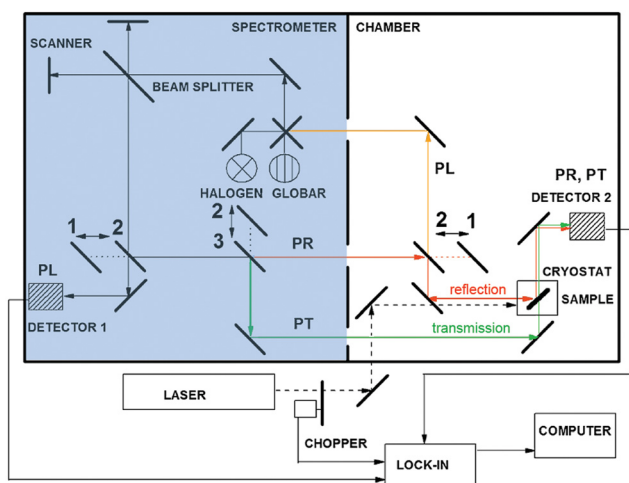 SPECTROMETER CHAMBER
SCANNER
BEAM SPLITTER
HALOGEN GLOBAR
PL
PR, PT
DETECTOR 2
1 2
2
3
PR
2 1
PL
DETECTOR 1
CRYOSTAT
SAMPLE
reflection
PT
transmission
LASER
CHOPPER
LOCK-IN
COMPUTER